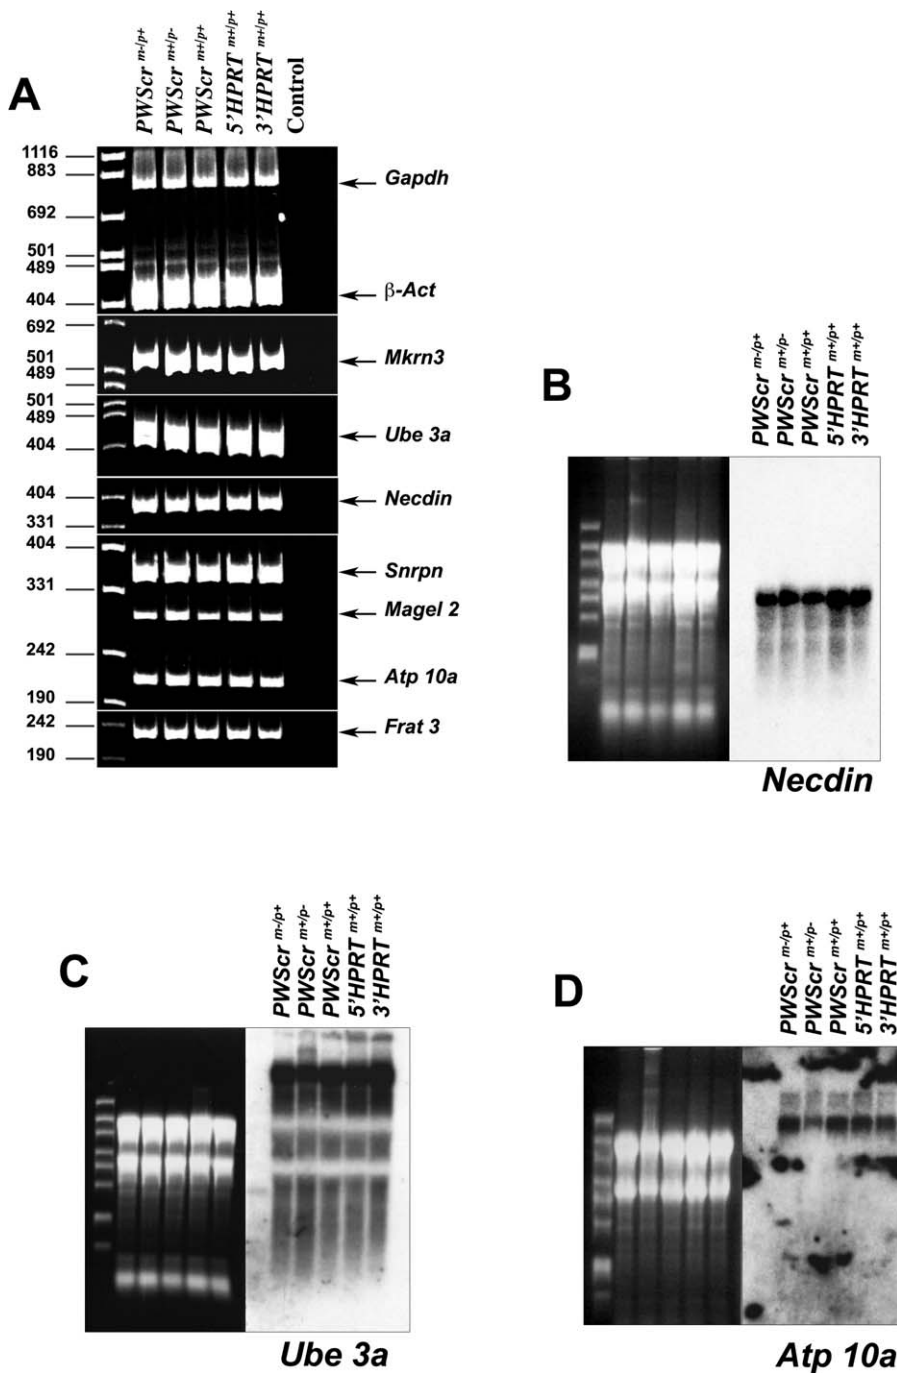 A
PWScr m-/p+
PWScr m+/p-
PWScr m+/p+
5'HPRT m+/p+
3'HPRT m+/p+
Control
1116
883
692
501
489
404
Gapdh
β-Act
692
501
489
Mkrn3
501
489
404
Ube 3a
404
331
Necdin
404
331
242
190
Snrpn
Magel 2
Atp 10a
242
190
Frat 3
B
PWScr m-/p+
PWScr m+/p-
PWScr m+/p+
5'HPRT m+/p+
3'HPRT m+/p+
Necdin
C
PWScr m-/p+
PWScr m+/p-
PWScr m+/p+
5'HPRT m+/p+
3'HPRT m+/p+
Ube 3a
D
PWScr m-/p+
PWScr m+/p-
PWScr m+/p+
5'HPRT m+/p+
3'HPRT m+/p+
Atp 10a